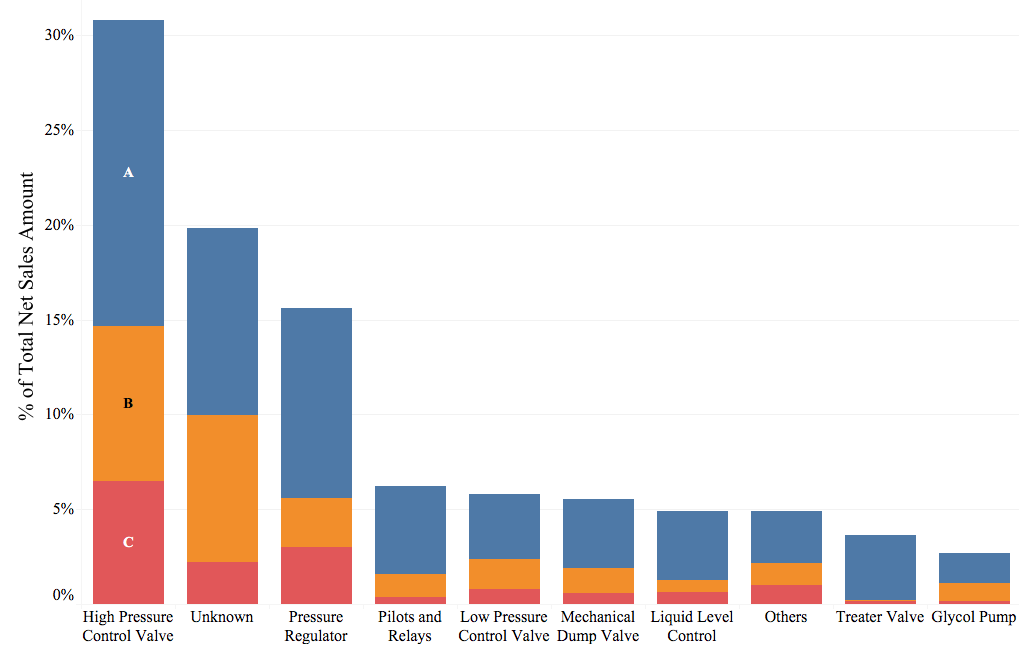 % of Total Net Sales Amount
30%
25%
20%
15%
10%
5%
0%
A
B
C
High Pressure
Control Valve
Unknown
Pressure
Regulator
Pilots and
Relays
Low Pressure
Control Valve
Mechanical
Dump Valve
Liquid Level
Control
Others
Treater Valve
Glycol Pump